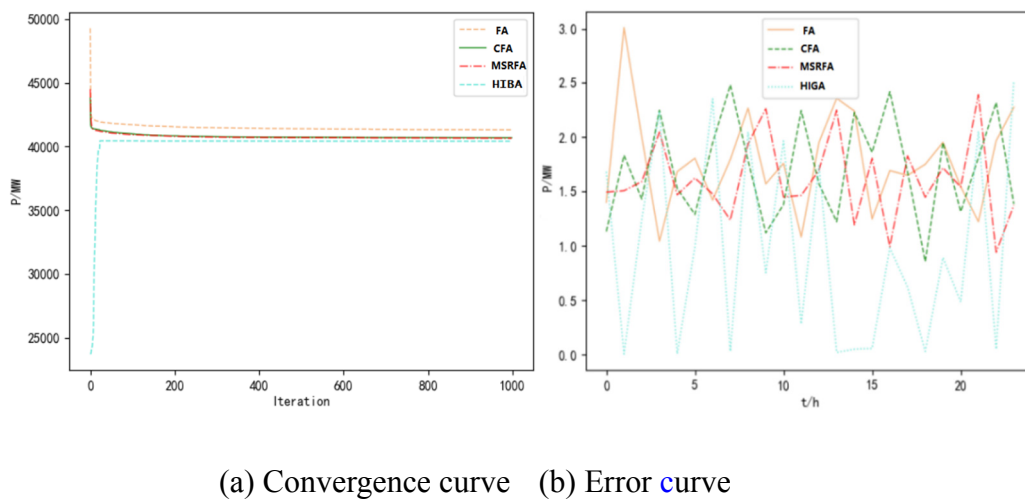 50000
45000
40000
35000
30000
25000
P/MW
0
200
400
600
800
1000
Iteration
FA
CFA
MSRFA
HIBA
3.0
2.5
2.0
1.5
1.0
0.5
0.0
P/MW
0
5
10
15
20
t/h
FA
CFA
MSRFA
HIGA
(a) Convergence curve (b) Error curve